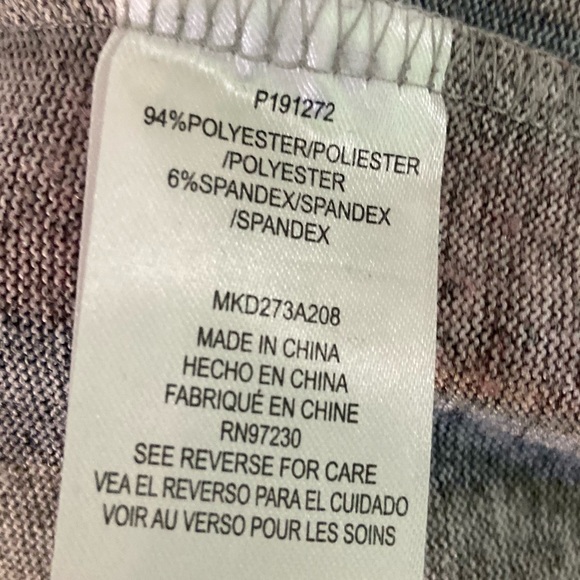 P191272
94%POLYESTER/POLIESTER
/POLYESTER
6%SPANDEX/SPANDEX
/SPANDEX
MKD273A208
MADE IN CHINA
HECHO EN CHINA
FABRIQUÉ EN CHINE
RN97230
SEE REVERSE FOR CARE
VEA EL REVERSO PARA EL CUIDADO
VOIR AU VERSO POUR LES SOINS